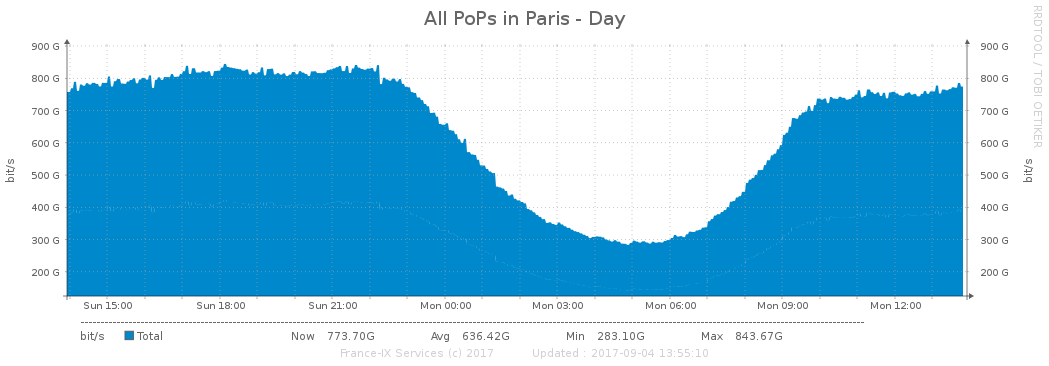 All PoPs in Paris - Day
RRDTOOL / TOBI OETIKER
900 G 900 G
800 G 800 G
700 G 700 G
600 G 600 G
500 G 500 G
400 G 400 G
300 G 300 G
200 G 200 G
bit/s bit/s
Sun 15:00 Sun 18:00 Sun 21:00 Mon 00:00 Mon 03:00 Mon 06:00 Mon 09:00 Mon 12:00
bit/s Total Now 773.70G Avg 636.42G Min 283.10G Max 843.67G
France-IX Services (c) 2017 Updated : 2017-09-04 13:55:10